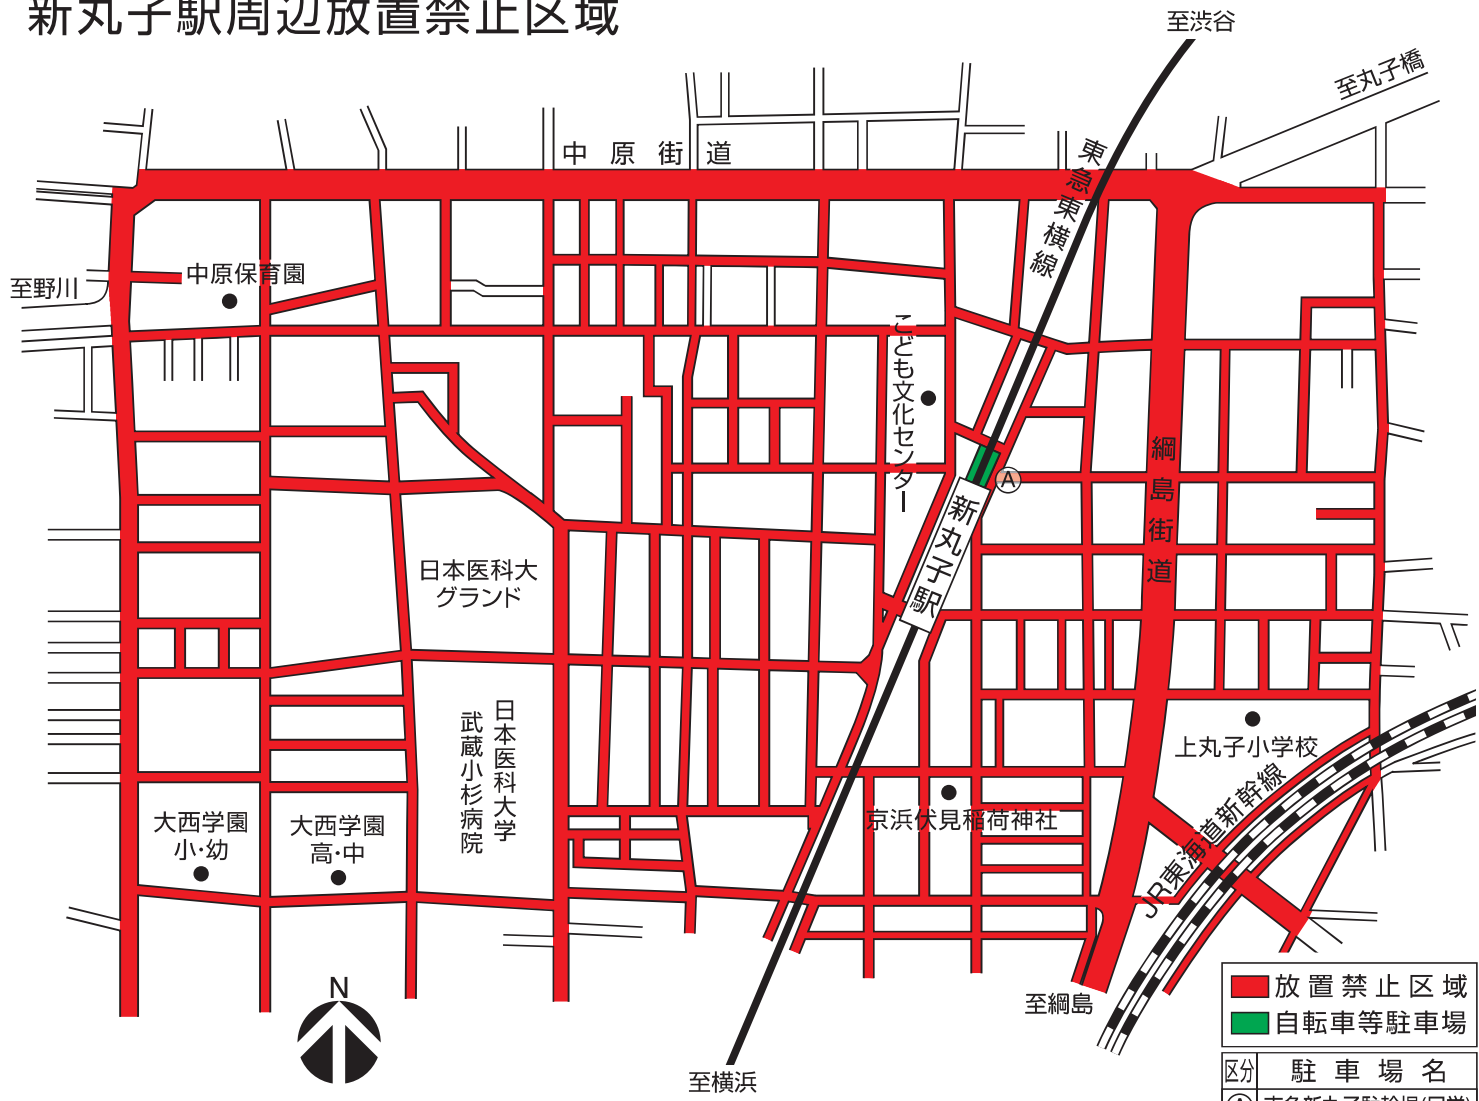 新丸子駅周辺放置禁止区域
至渋谷
至丸子橋
中原街道
東急東横線
中原保育園
至野川
こども文化センター
綱島街道
A
新丸子駅
日本医科大
グランド
日本医科大学
武蔵小杉病院
上丸子小学校
JR東海道新幹線
京浜伏見稲荷神社
大西学園
小・幼
大西学園
高・中
N
至綱島
至横浜
放置禁止区域
自転車等駐車場
区分 駐車場名